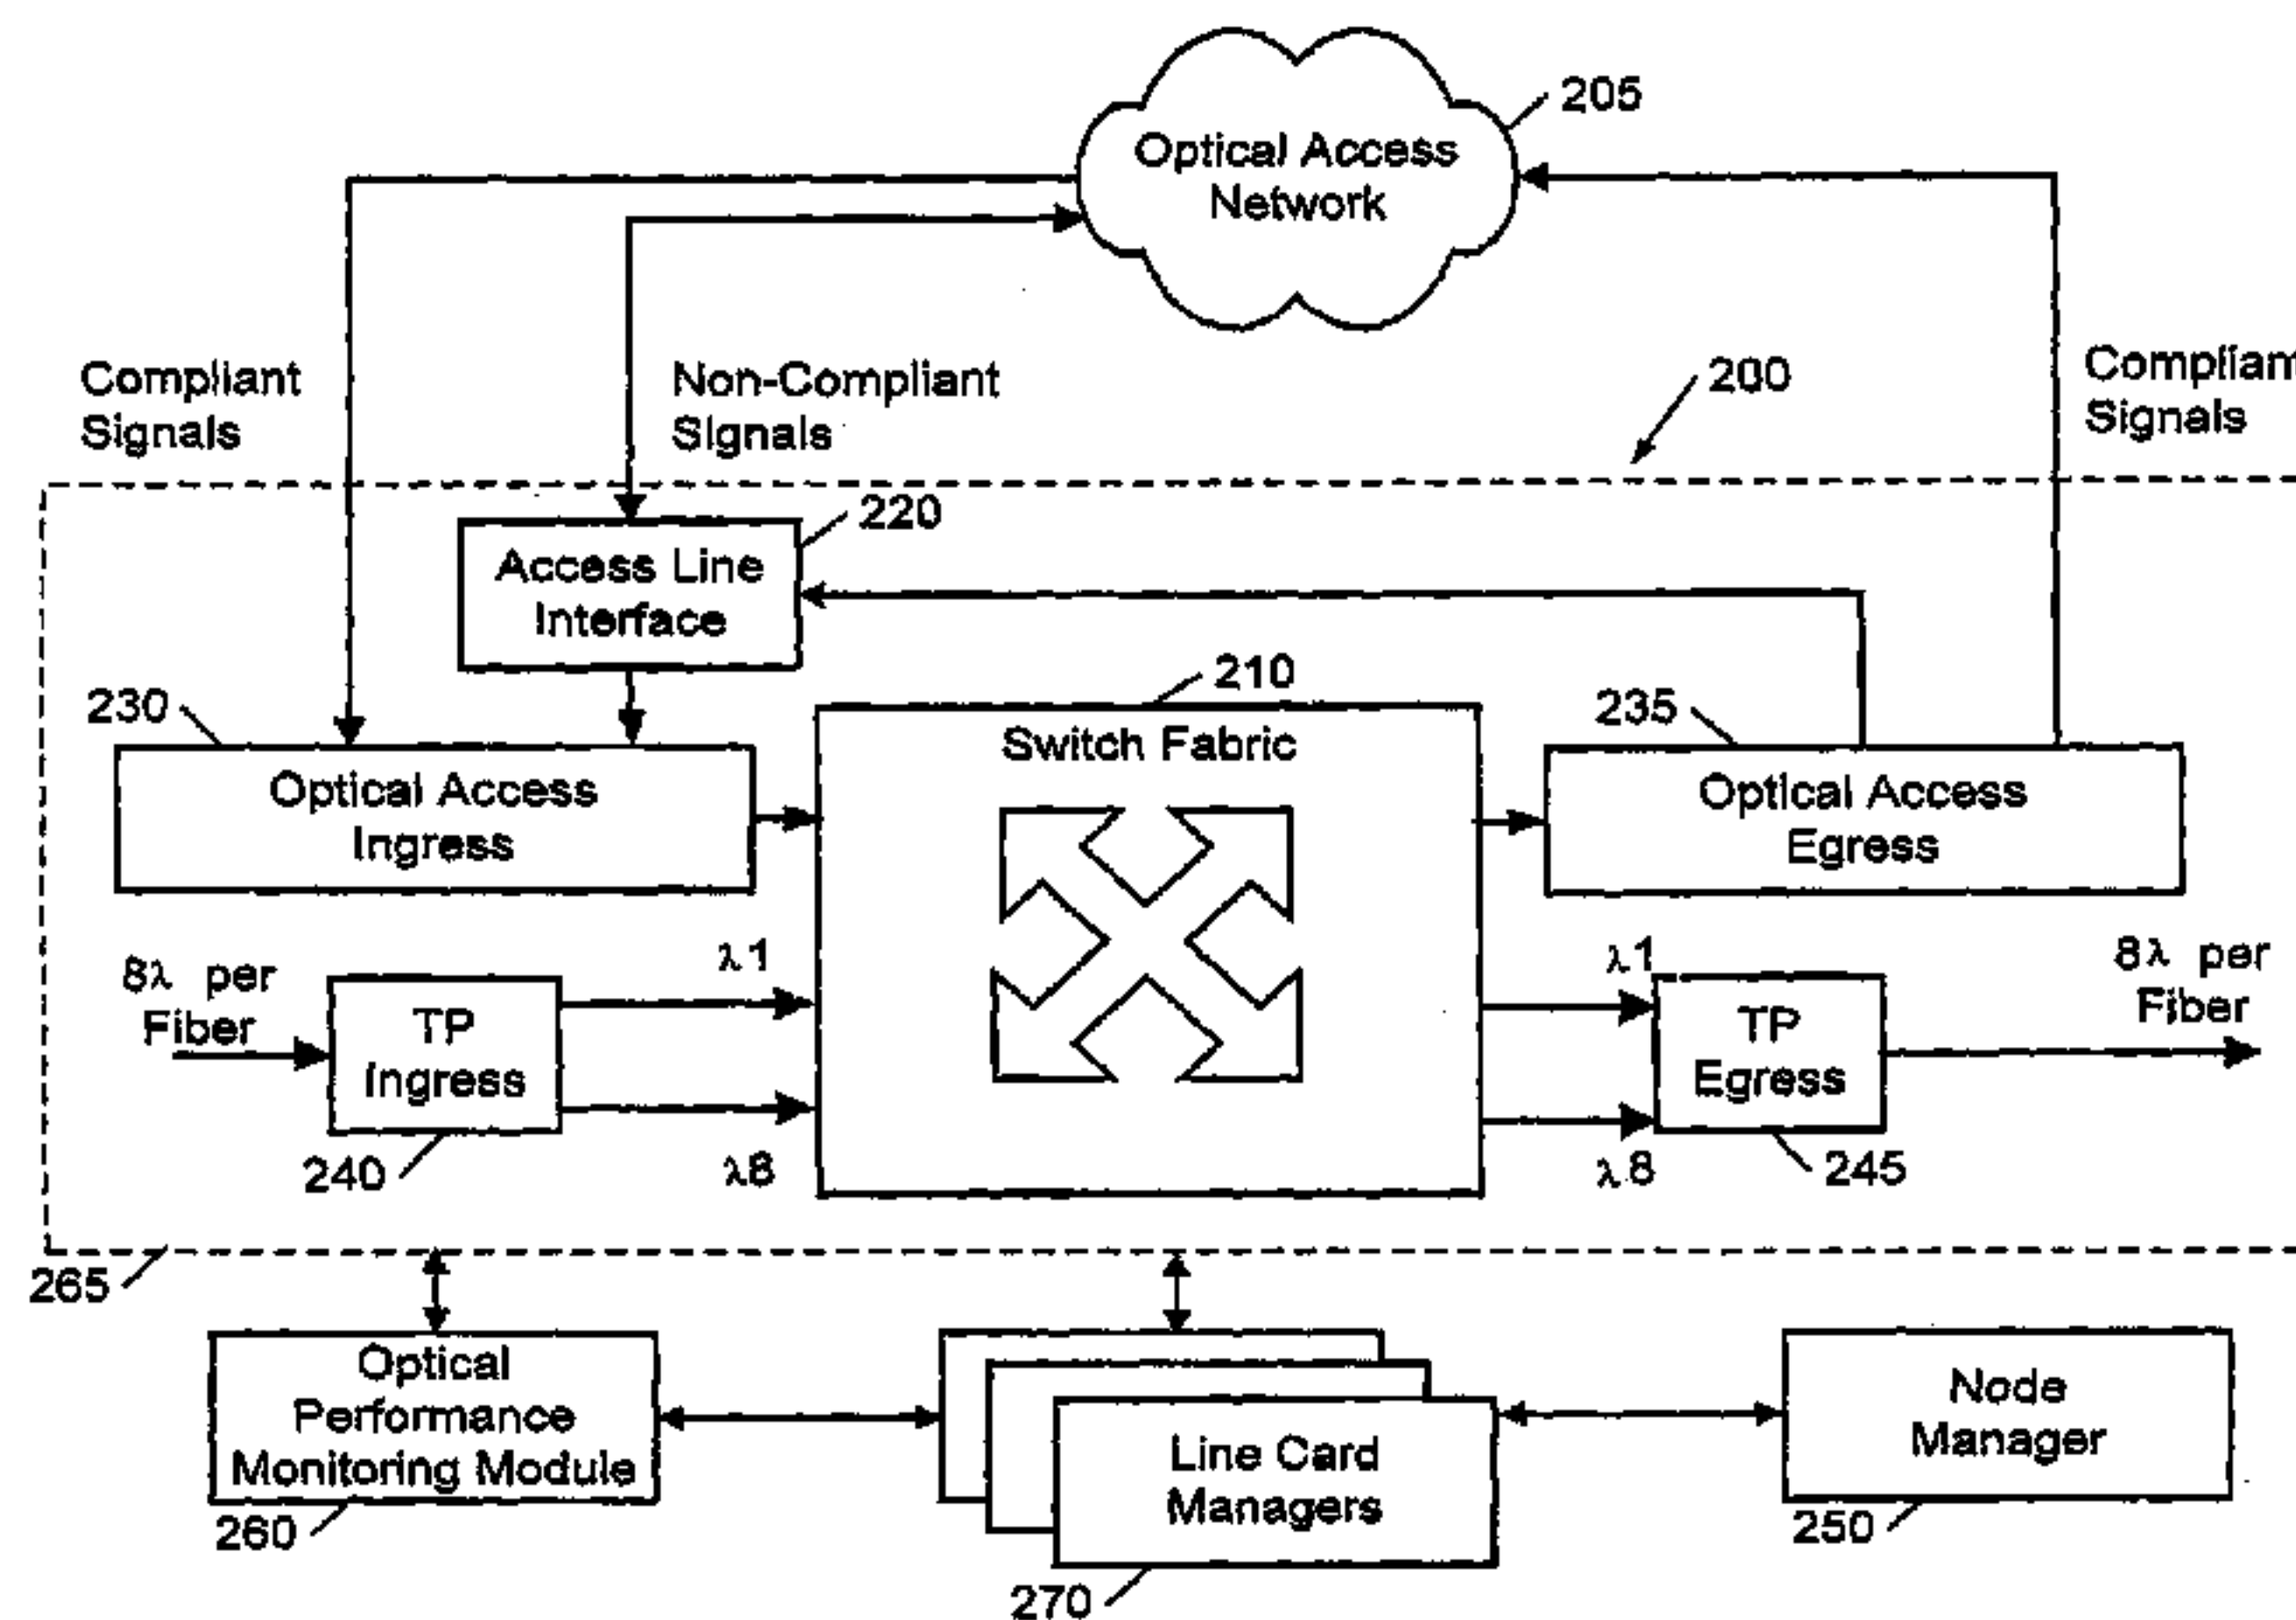 205
Optical Access
Network
Compliant
Signals
Non-Compliant
Signals
200
Signals
220
Access Line
Interface
230
210
235
Switch Fabric
Optical Access
Ingress
Optical Access
Egress
8λ per
Fiber
TP
Ingress
λ1
λ8
240
λ1
λ8
TP
Egress
245
8λ per
Fiber
265
Optical
Performance
Monitoring Module
260
Line Card
Managers
270
Node
Manager
250